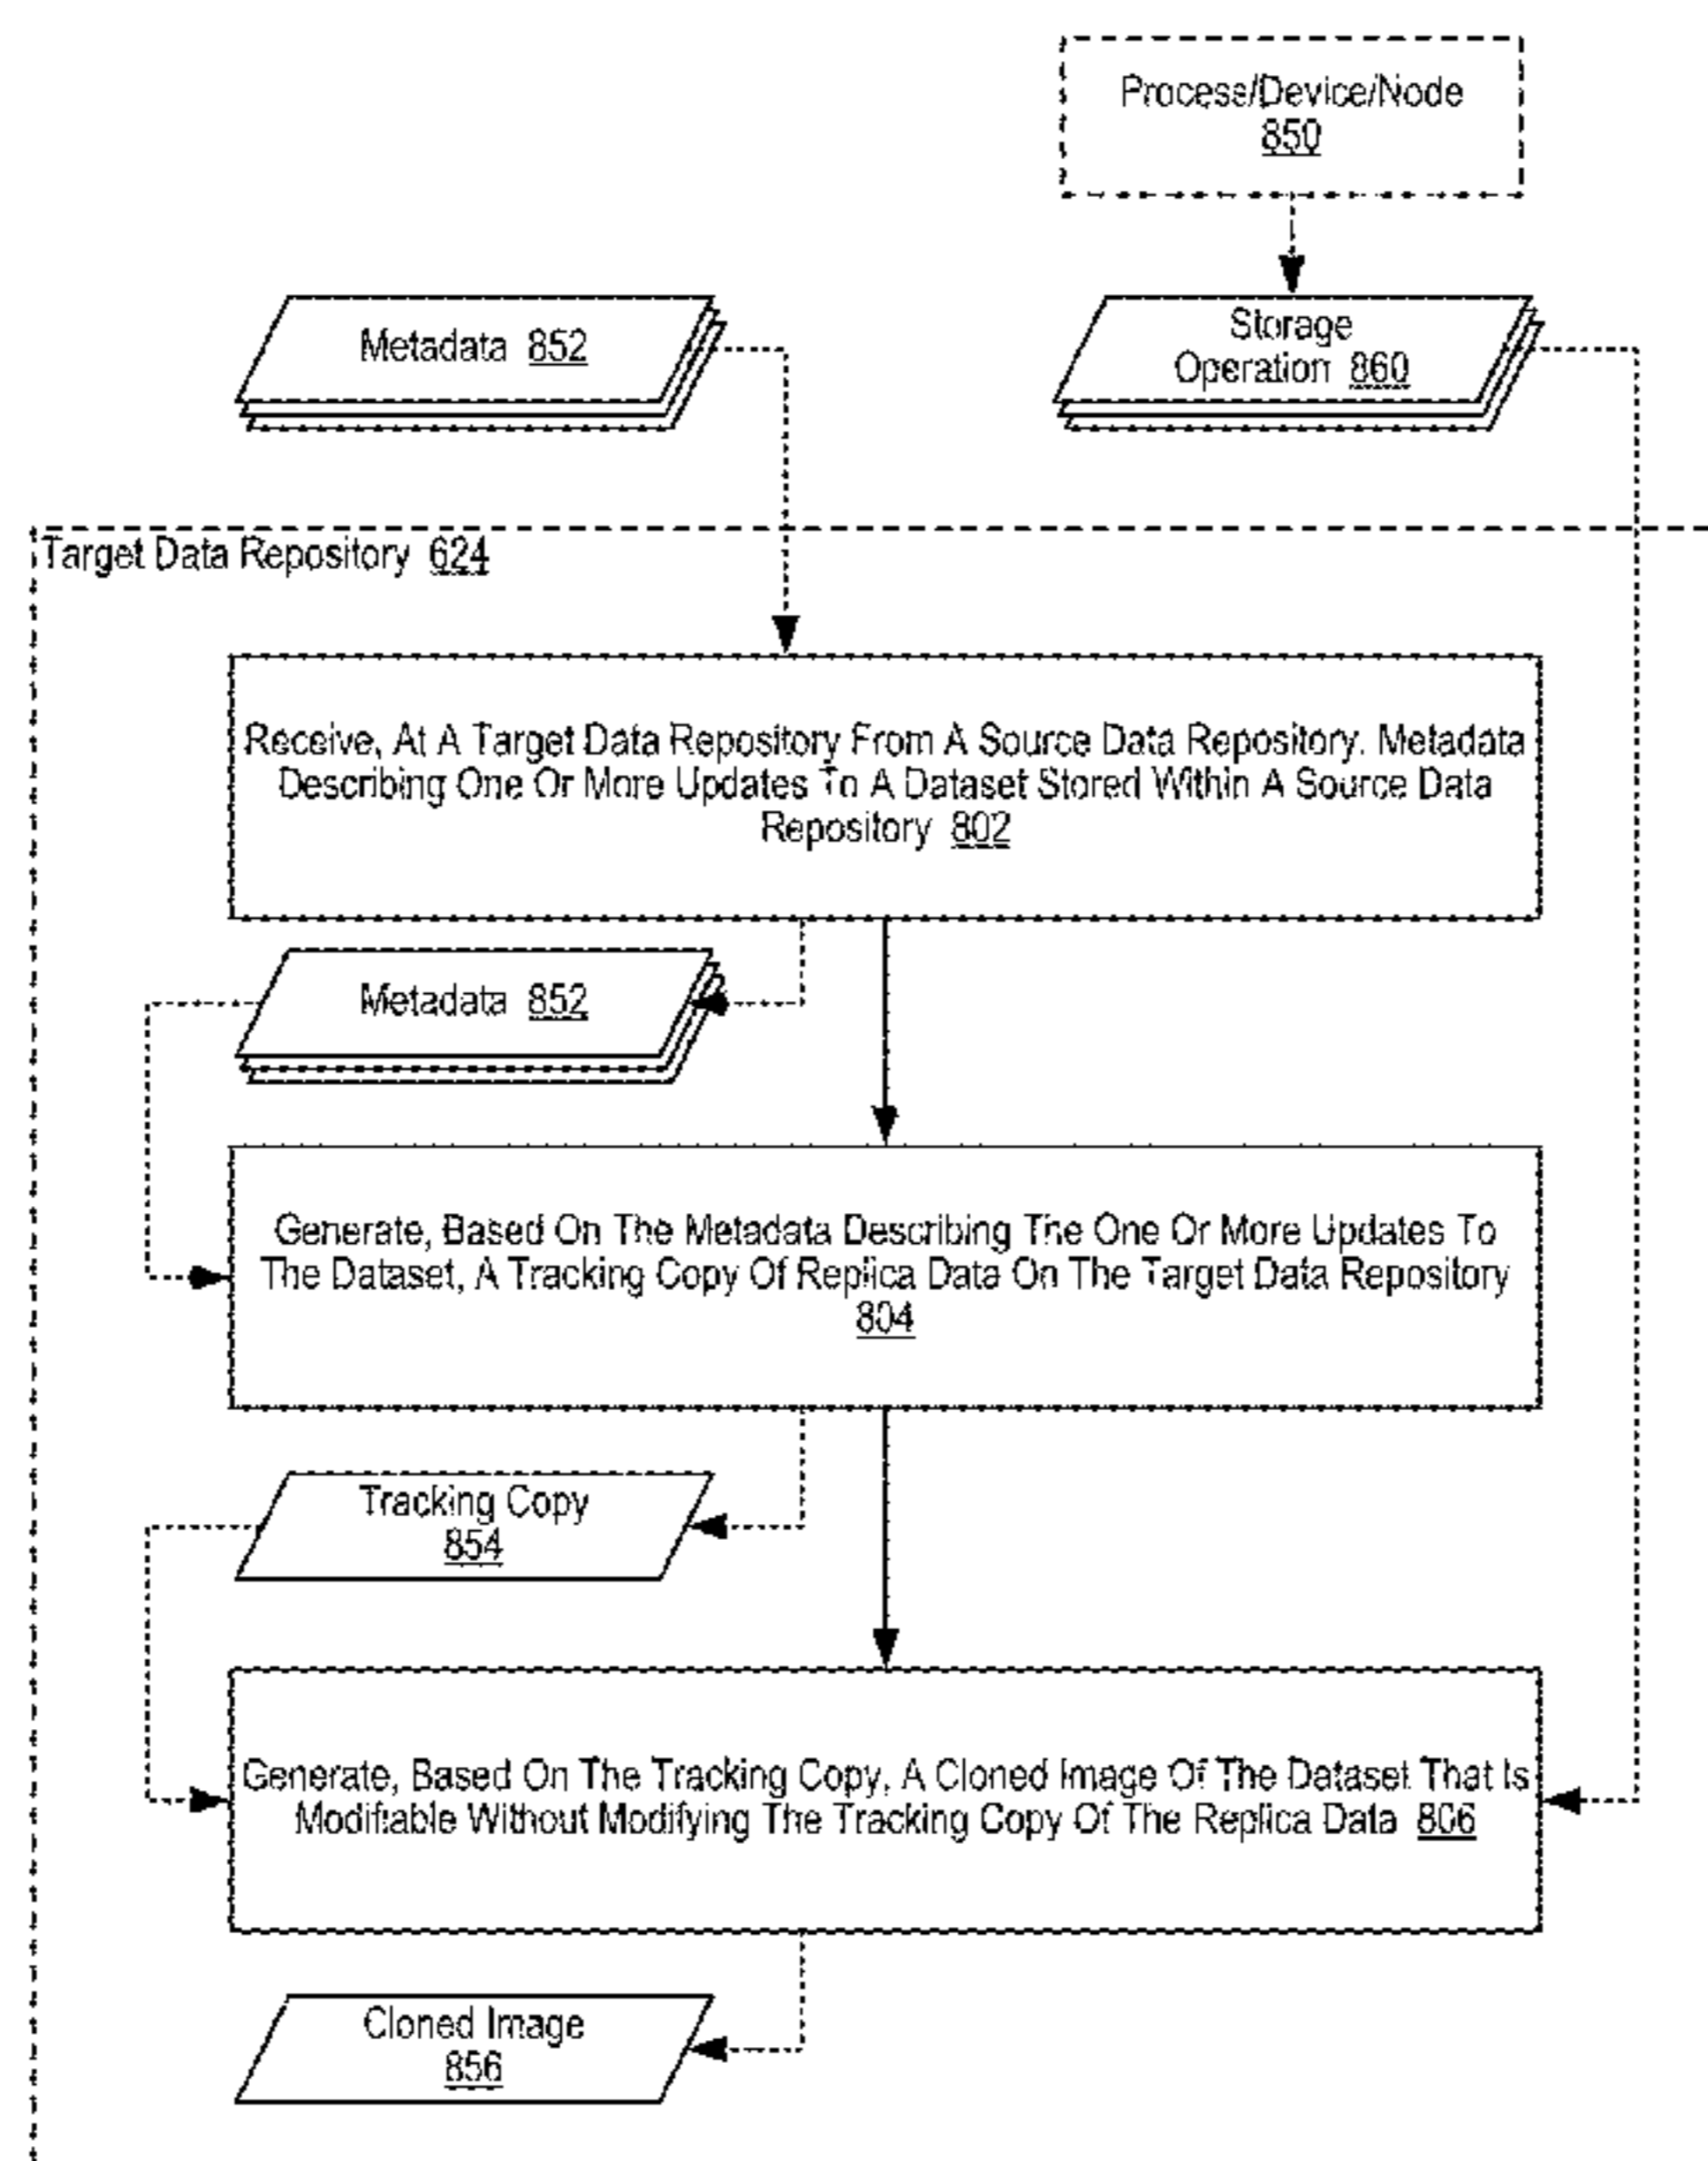 Process/Device/Node
850
Metadata 852
Storage
Operation 860
Target Data Repository 624
Receive, At A Target Data Repository From A Source Data Repository, Metadata
Describing One Or More Updates To A Dataset Stored Within A Source Data
Repository 802
Metadata 852
Generate, Based On The Metadata Describing The One Or More Updates To
The Dataset, A Tracking Copy Of Replica Data On The Target Data Repository
804
Tracking Copy
854
Generate, Based On The Tracking Copy, A Cloned Image Of The Dataset That Is
Modifiable Without Modifying The Tracking Copy Of The Replica Data 806
Cloned Image
856